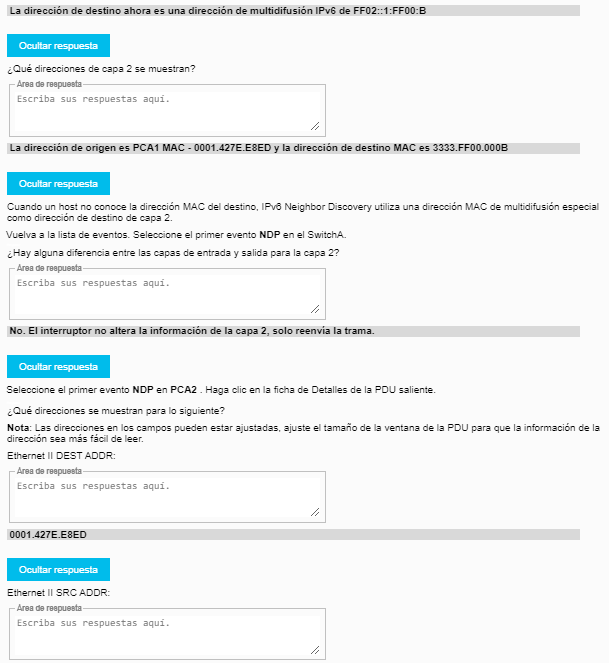 La dirección de destino ahora es una dirección de multidifusión IPv6 de FF02::1:FF00:B
Ocultar respuesta
¿Qué direcciones de capa 2 se muestran?
Área de respuesta
Escriba sus respuestas aquí.
La dirección de origen es PCA1 MAC - 0001.427E.E8ED y la dirección de destino MAC es 3333.FF00.000B
Ocultar respuesta
Cuando un host no conoce la dirección MAC del destino, IPv6 Neighbor Discovery utiliza una dirección MAC de multidifusión especial
como dirección de destino de capa 2.
Vuelva a la lista de eventos. Seleccione el primer evento NDP en el SwitchA.
¿Hay alguna diferencia entre las capas de entrada y salida para la capa 2?
Área de respuesta
Escriba sus respuestas aquí.
No. El interruptor no altera la información de la capa 2, solo reenvía la trama.
Ocultar respuesta
Seleccione el primer evento NDP en PCA2 . Haga clic en la ficha de Detalles de la PDU saliente.
¿Qué direcciones se muestran para lo siguiente?
Nota: Las direcciones en los campos pueden estar ajustadas, ajuste el tamaño de la ventana de la PDU para que la información de la
dirección sea más fácil de leer.
Ethernet II DEST ADDR:
Área de respuesta
Escriba sus respuestas aquí.
0001.427E.E8ED
Ocultar respuesta
Ethernet II SRC ADDR:
Área de respuesta
Escriba sus respuestas aquí.